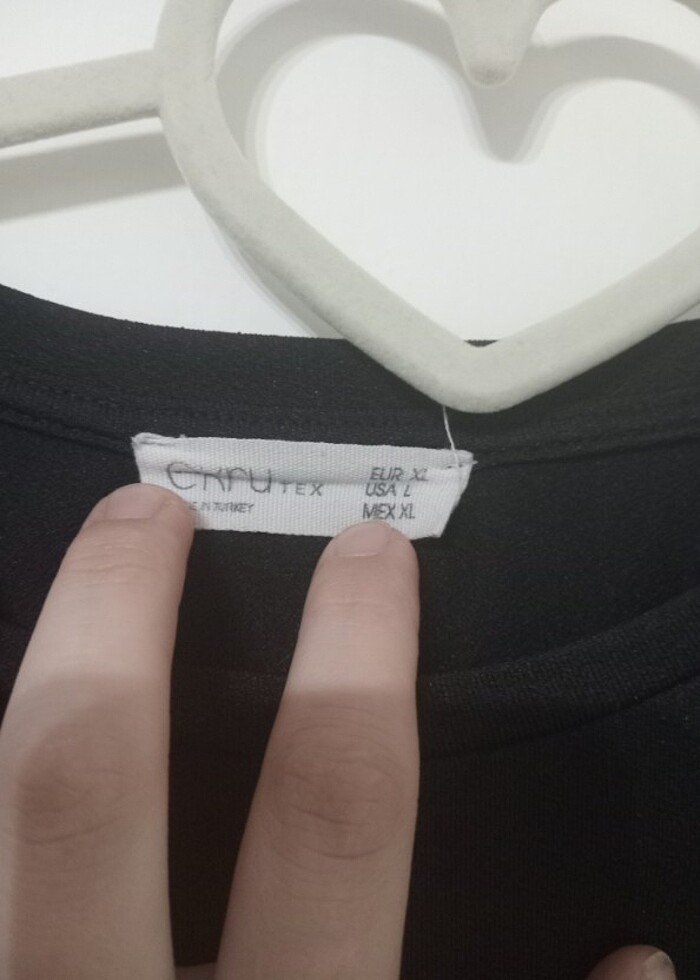 ekru TEX
IN TURKEY
EUR XL
USA L
MEX XL